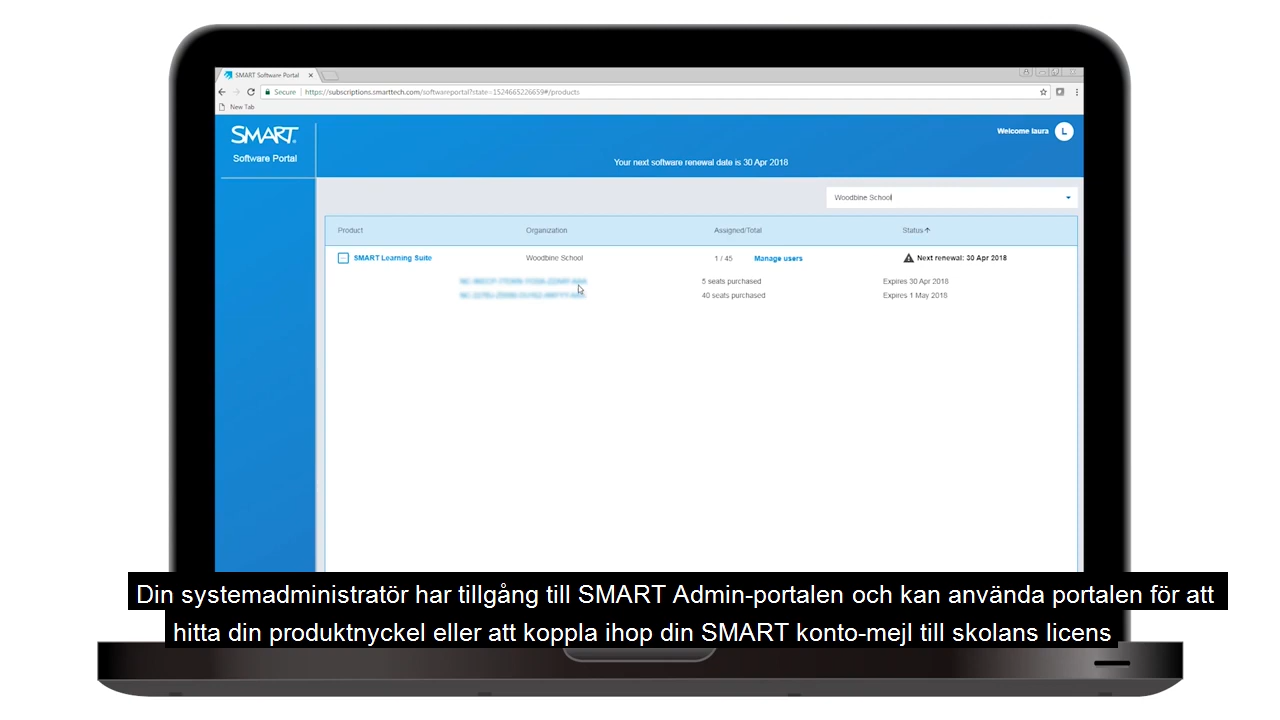 SMART Software Portal
Secure https://subscriptions.smarttech.com/softwareportal?state=1524665226659#/products
New Tab
SMART
Software Portal
Welcome laura L
Your next software renewal date is 30 Apr 2018
Woodbine School
Product Organization Assigned/Total Status
SMART Learning Suite Woodbine School 1 / 45 Manage users Next renewal: 30 Apr 2018
5 seats purchased Expires 30 Apr 2018
40 seats purchased Expires 1 May 2018
Din systemadministratör har tillgång till SMART Admin-portalen och kan använda portalen för att
hitta din produktnyckel eller att koppla ihop din SMART konto-mejl till skolans licens